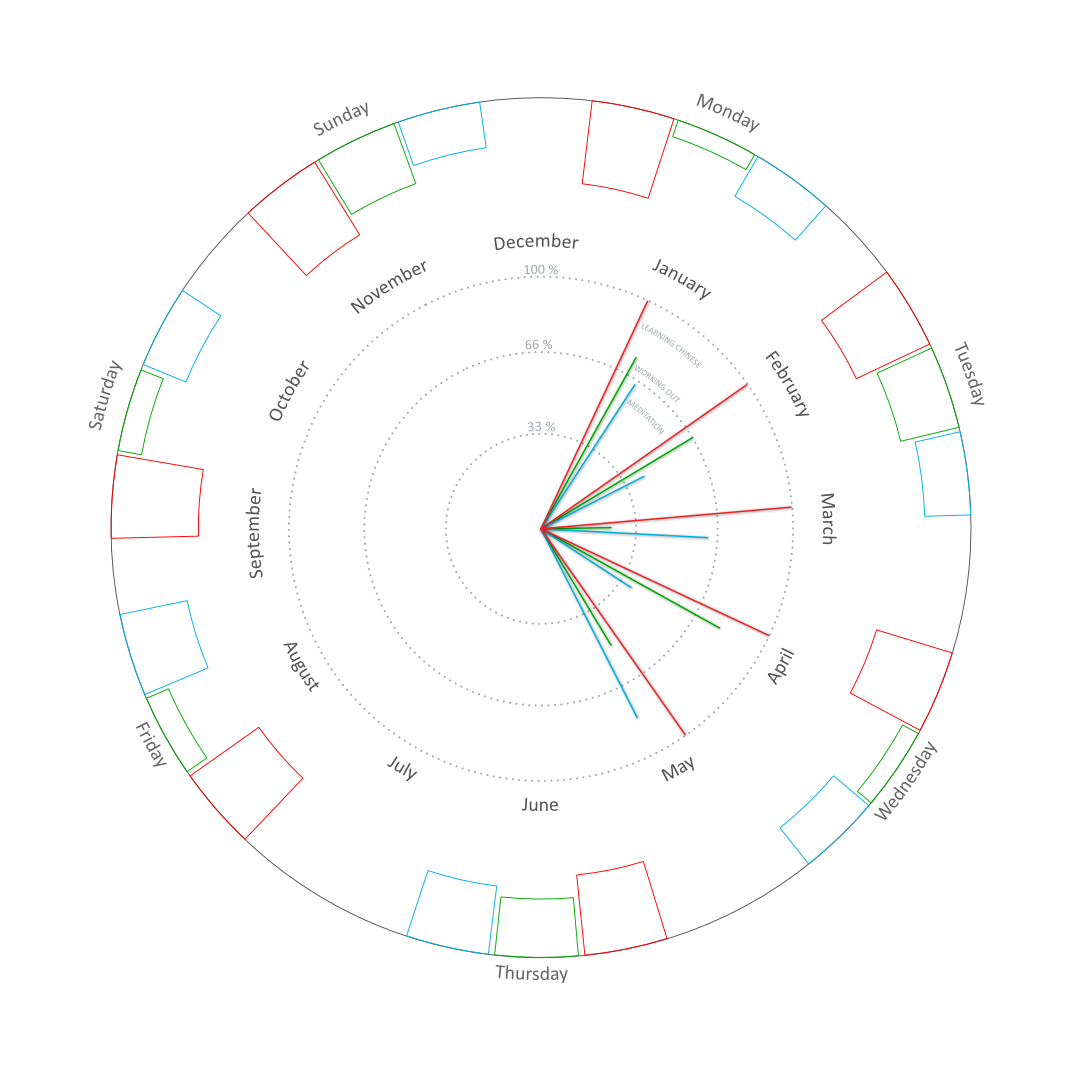 Sunday
Monday
Tuesday
Wednesday
Thursday
Friday
Saturday
December
January
February
March
April
May
June
July
August
September
October
November
100 %
66 %
33 %
LEARNING CHINESE
WORKING OUT
MEDITATION